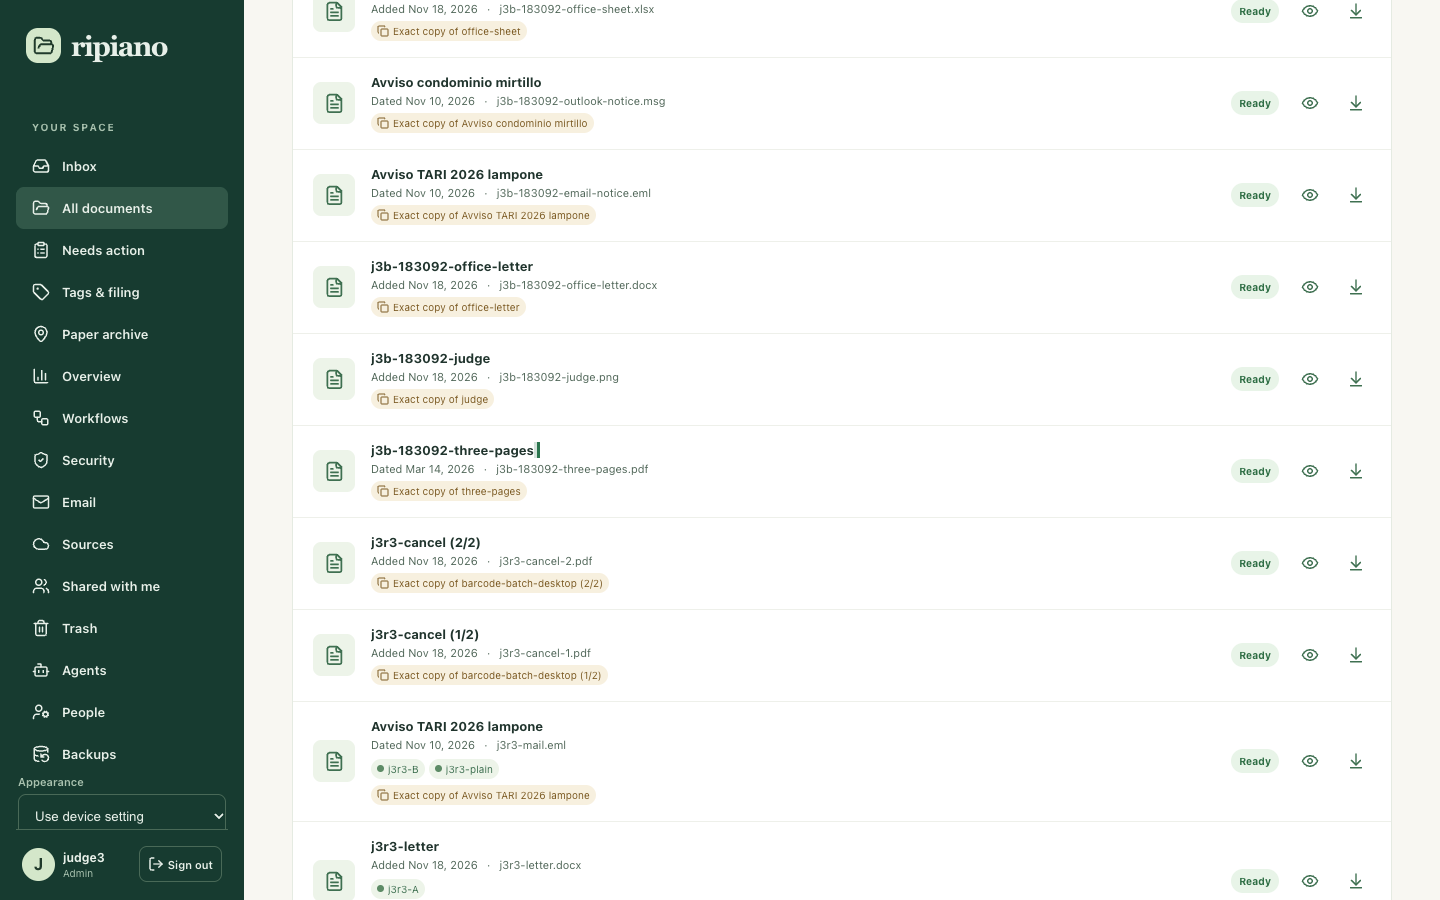 ripiano
YOUR SPACE
Inbox
All documents
Needs action
Tags & filing
Paper archive
Overview
Workflows
Security
Email
Sources
Shared with me
Trash
Agents
People
Backups
Appearance
Use device setting
J
judge3
Admin
Sign out
Added Nov 18, 2026 · j3b-183092-office-sheet.xlsx
Exact copy of office-sheet
Ready
Avviso condominio mirtillo
Dated Nov 10, 2026 · j3b-183092-outlook-notice.msg
Exact copy of Avviso condominio mirtillo
Ready
Avviso TARI 2026 lampone
Dated Nov 10, 2026 · j3b-183092-email-notice.eml
Exact copy of Avviso TARI 2026 lampone
Ready
j3b-183092-office-letter
Added Nov 18, 2026 · j3b-183092-office-letter.docx
Exact copy of office-letter
Ready
j3b-183092-judge
Added Nov 18, 2026 · j3b-183092-judge.png
Exact copy of judge
Ready
j3b-183092-three-pages
Dated Mar 14, 2026 · j3b-183092-three-pages.pdf
Exact copy of three-pages
Ready
j3r3-cancel (2/2)
Added Nov 18, 2026 · j3r3-cancel-2.pdf
Exact copy of barcode-batch-desktop (2/2)
Ready
j3r3-cancel (1/2)
Added Nov 18, 2026 · j3r3-cancel-1.pdf
Exact copy of barcode-batch-desktop (1/2)
Ready
Avviso TARI 2026 lampone
Dated Nov 10, 2026 · j3r3-mail.eml
j3r3-B j3r3-plain
Exact copy of Avviso TARI 2026 lampone
Ready
j3r3-letter
Added Nov 18, 2026 · j3r3-letter.docx
j3r3-A
Ready